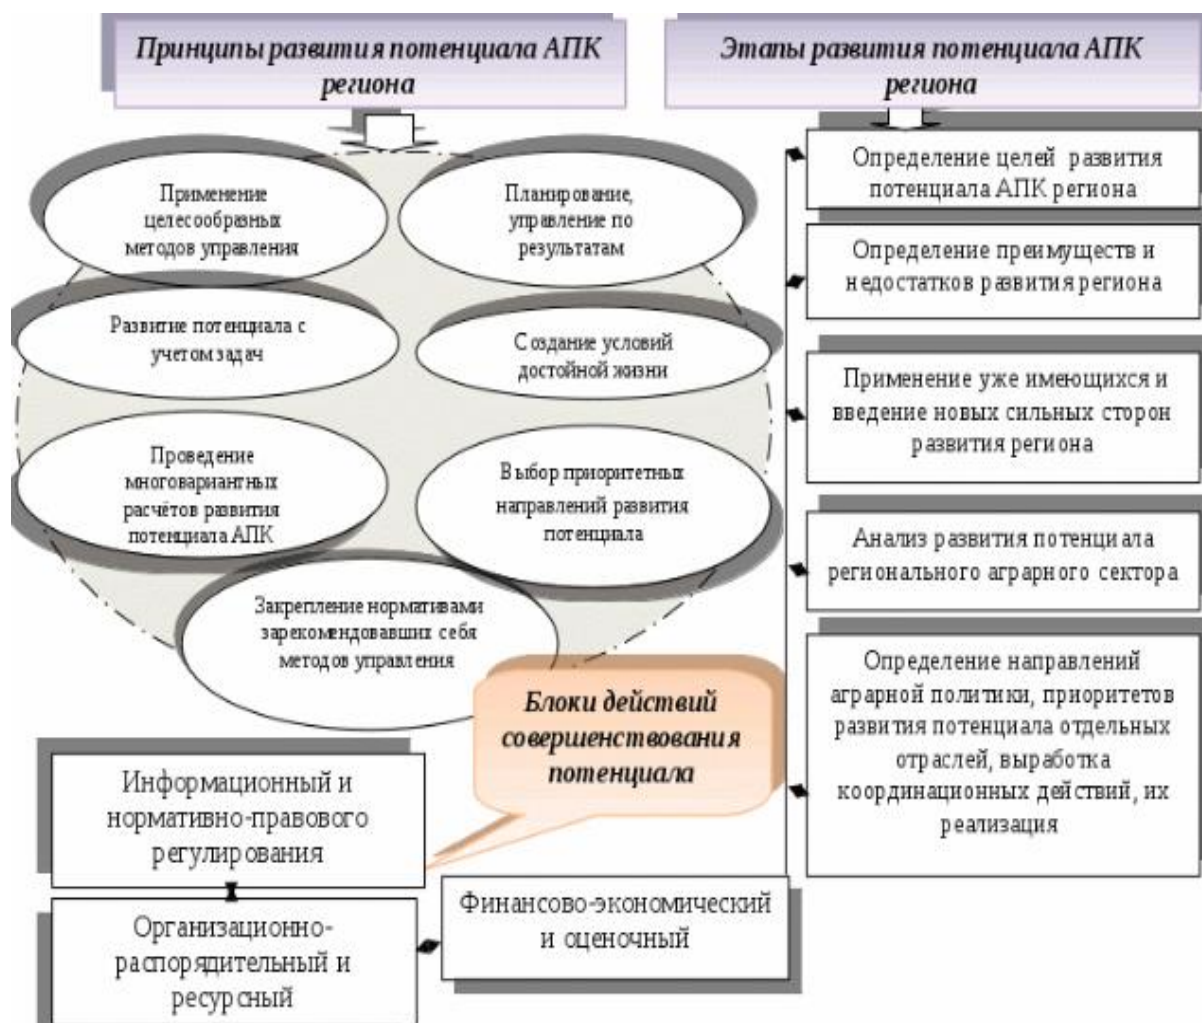 Принципы развития потенциала АПК
региона
Этапы развития потенциала АПК
региона
Применение
целесообразных
методов управления
Планирование,
управление по
результатам
Развитие потенциала с
учетом задач
Создание условий
достойной жизни
Проведение
многовариантных
расчётов развития
потенциала АПК
Выбор приоритетных
направлений развития
потенциала
Закрепление нормативами
зарекомендовавших себя
методов управления
Определение целей развития
потенциала АПК региона
Определение преимуществ и
недостатков развития региона
Применение уже имеющихся и
введение новых сильных сторон
развития региона
Анализ развития потенциала
регионального аграрного сектора
Определение направлений
аграрной политики, приоритетов
развития потенциала отдельных
отраслей, выработка
координационных действий, их
реализация
Блоки действий
совершенствования
потенциала
Информационный и
нормативно-правового
регулирования
Организационно-
распорядительный и
ресурсный
Финансово-экономический
и оценочный